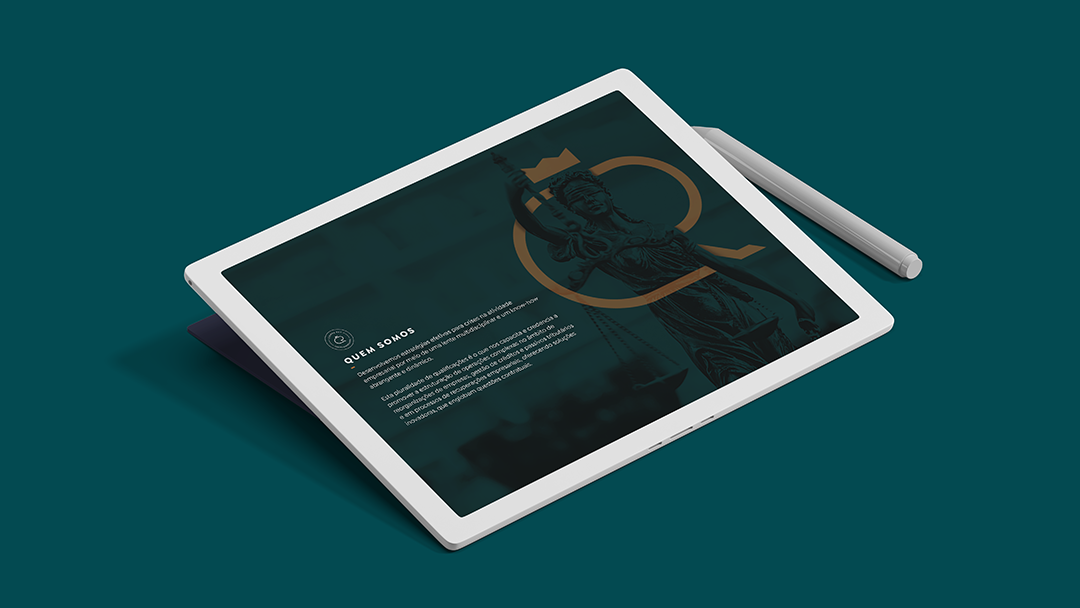 QUEM SOMOS
Desenvolvemos estratégias efetivas para crises na atividade
empresarial por meio de uma lente multidisciplinar e um know-how
abrangente e dinâmico.
Esta pluralidade de qualificações é o que nos capacita e credencia a
promover a estruturação de operações complexas no âmbito de
reorganizações de empresas, gestão de créditos e passivos tributários
e em processos de recuperações empresariais, oferecendo soluções
inovadoras, que englobam questões contratuais.